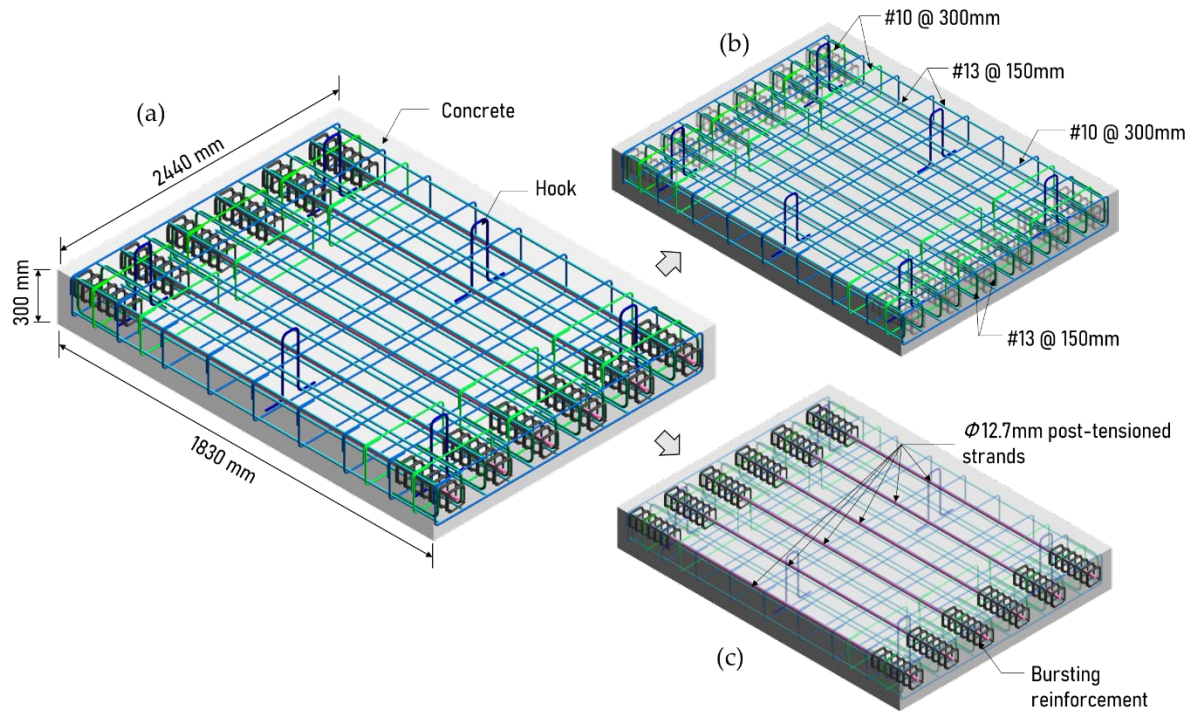 (a)
2440 mm
Concrete
Hook
300 mm
1830 mm
(b)
#10 @ 300mm
#13 @ 150mm
#10 @ 300mm
#13 @ 150mm
Φ12.7mm post-tensioned
strands
(c)
Bursting
reinforcement